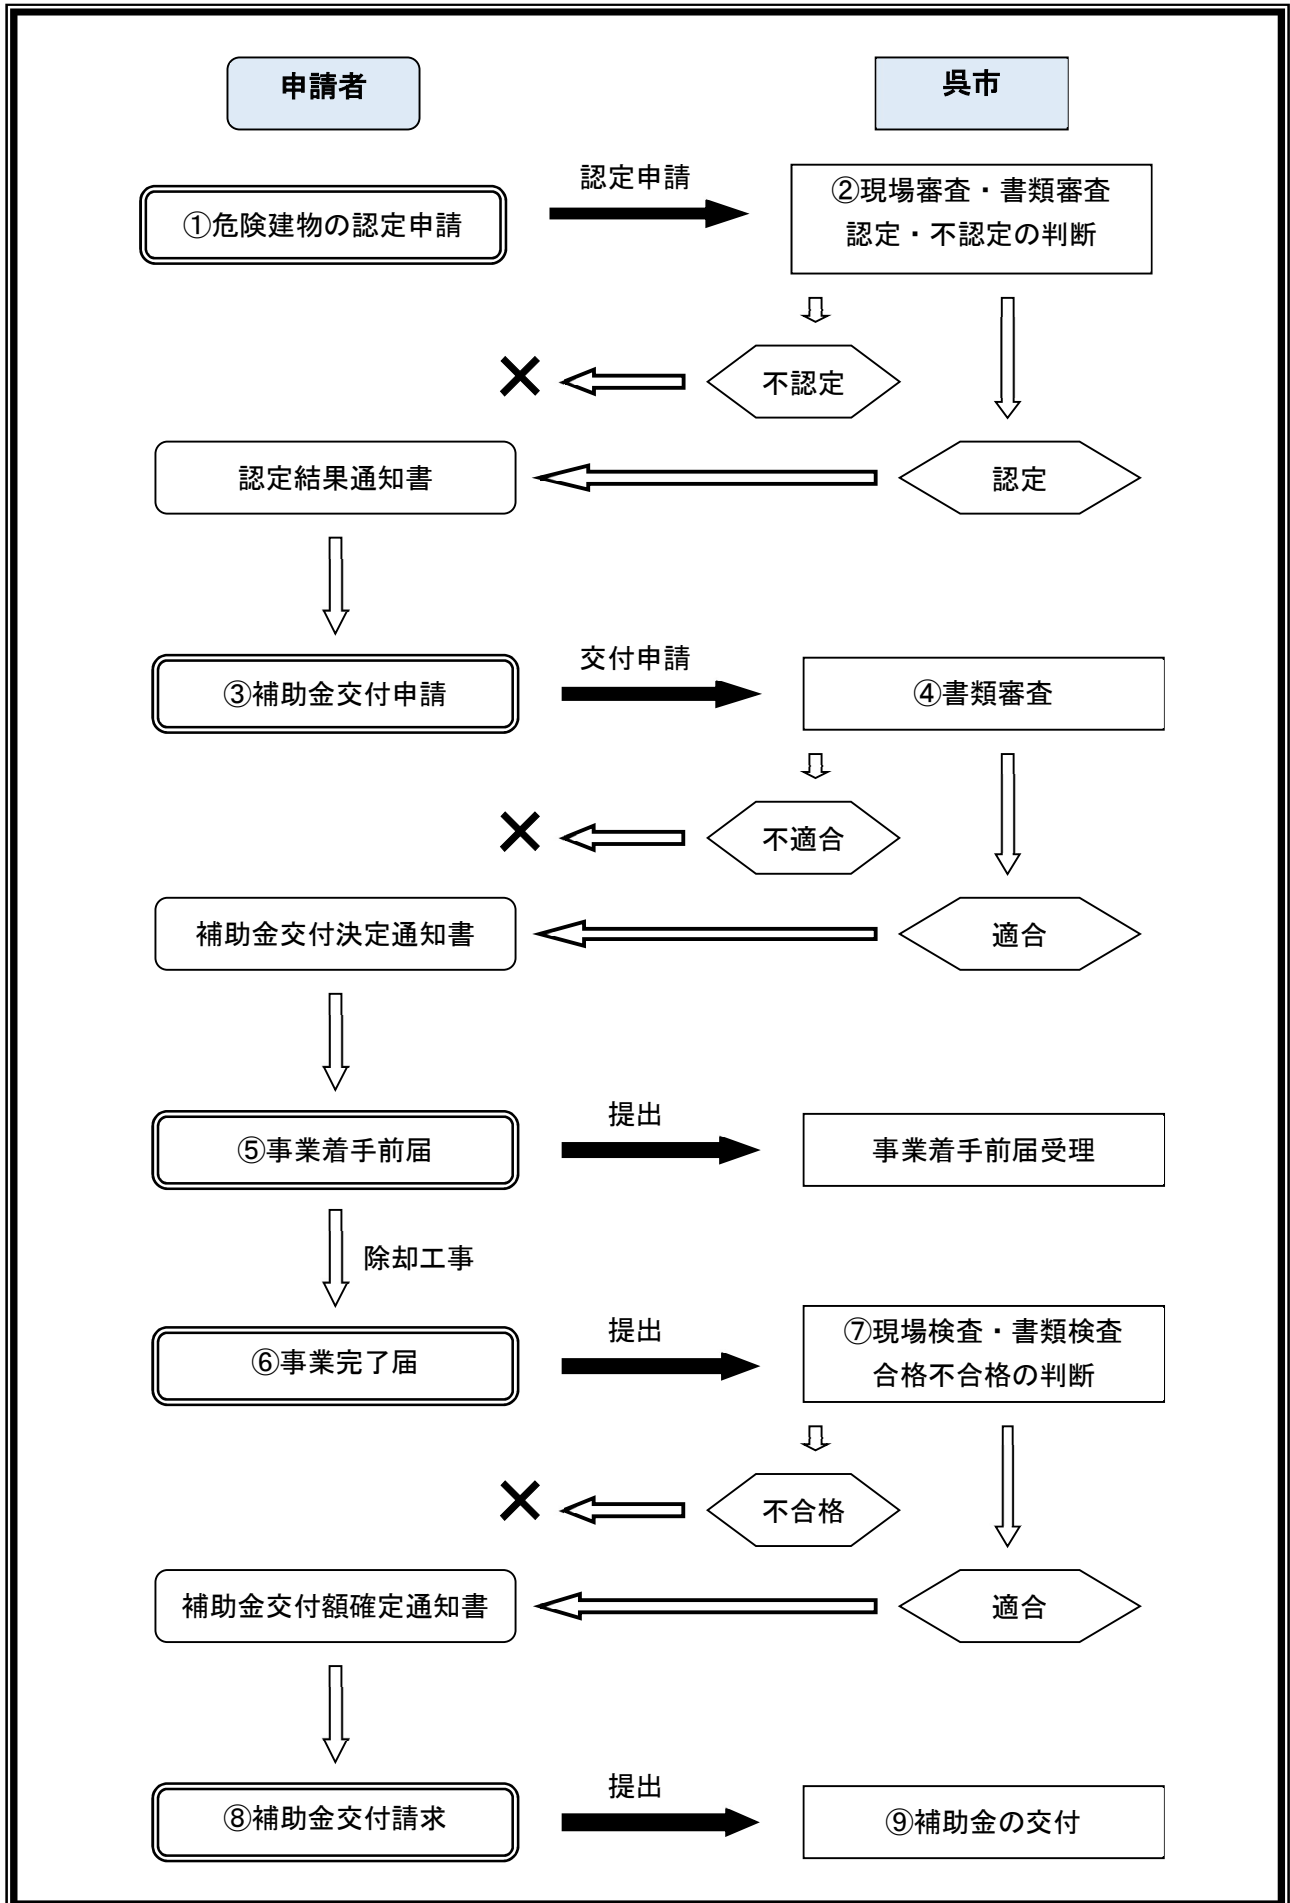 申請者
呉市
認定申請
①危険建物の認定申請
②現場審査・書類審査
認定・不認定の判断
不認定
認定結果通知書
認定
交付申請
③補助金交付申請
④書類審査
不適合
補助金交付決定通知書
適合
提出
⑤事業着手前届
事業着手前届受理
除却工事
提出
⑥事業完了届
⑦現場検査・書類検査
合格不合格の判断
不合格
補助金交付額確定通知書
適合
提出
⑧補助金交付請求
⑨補助金の交付